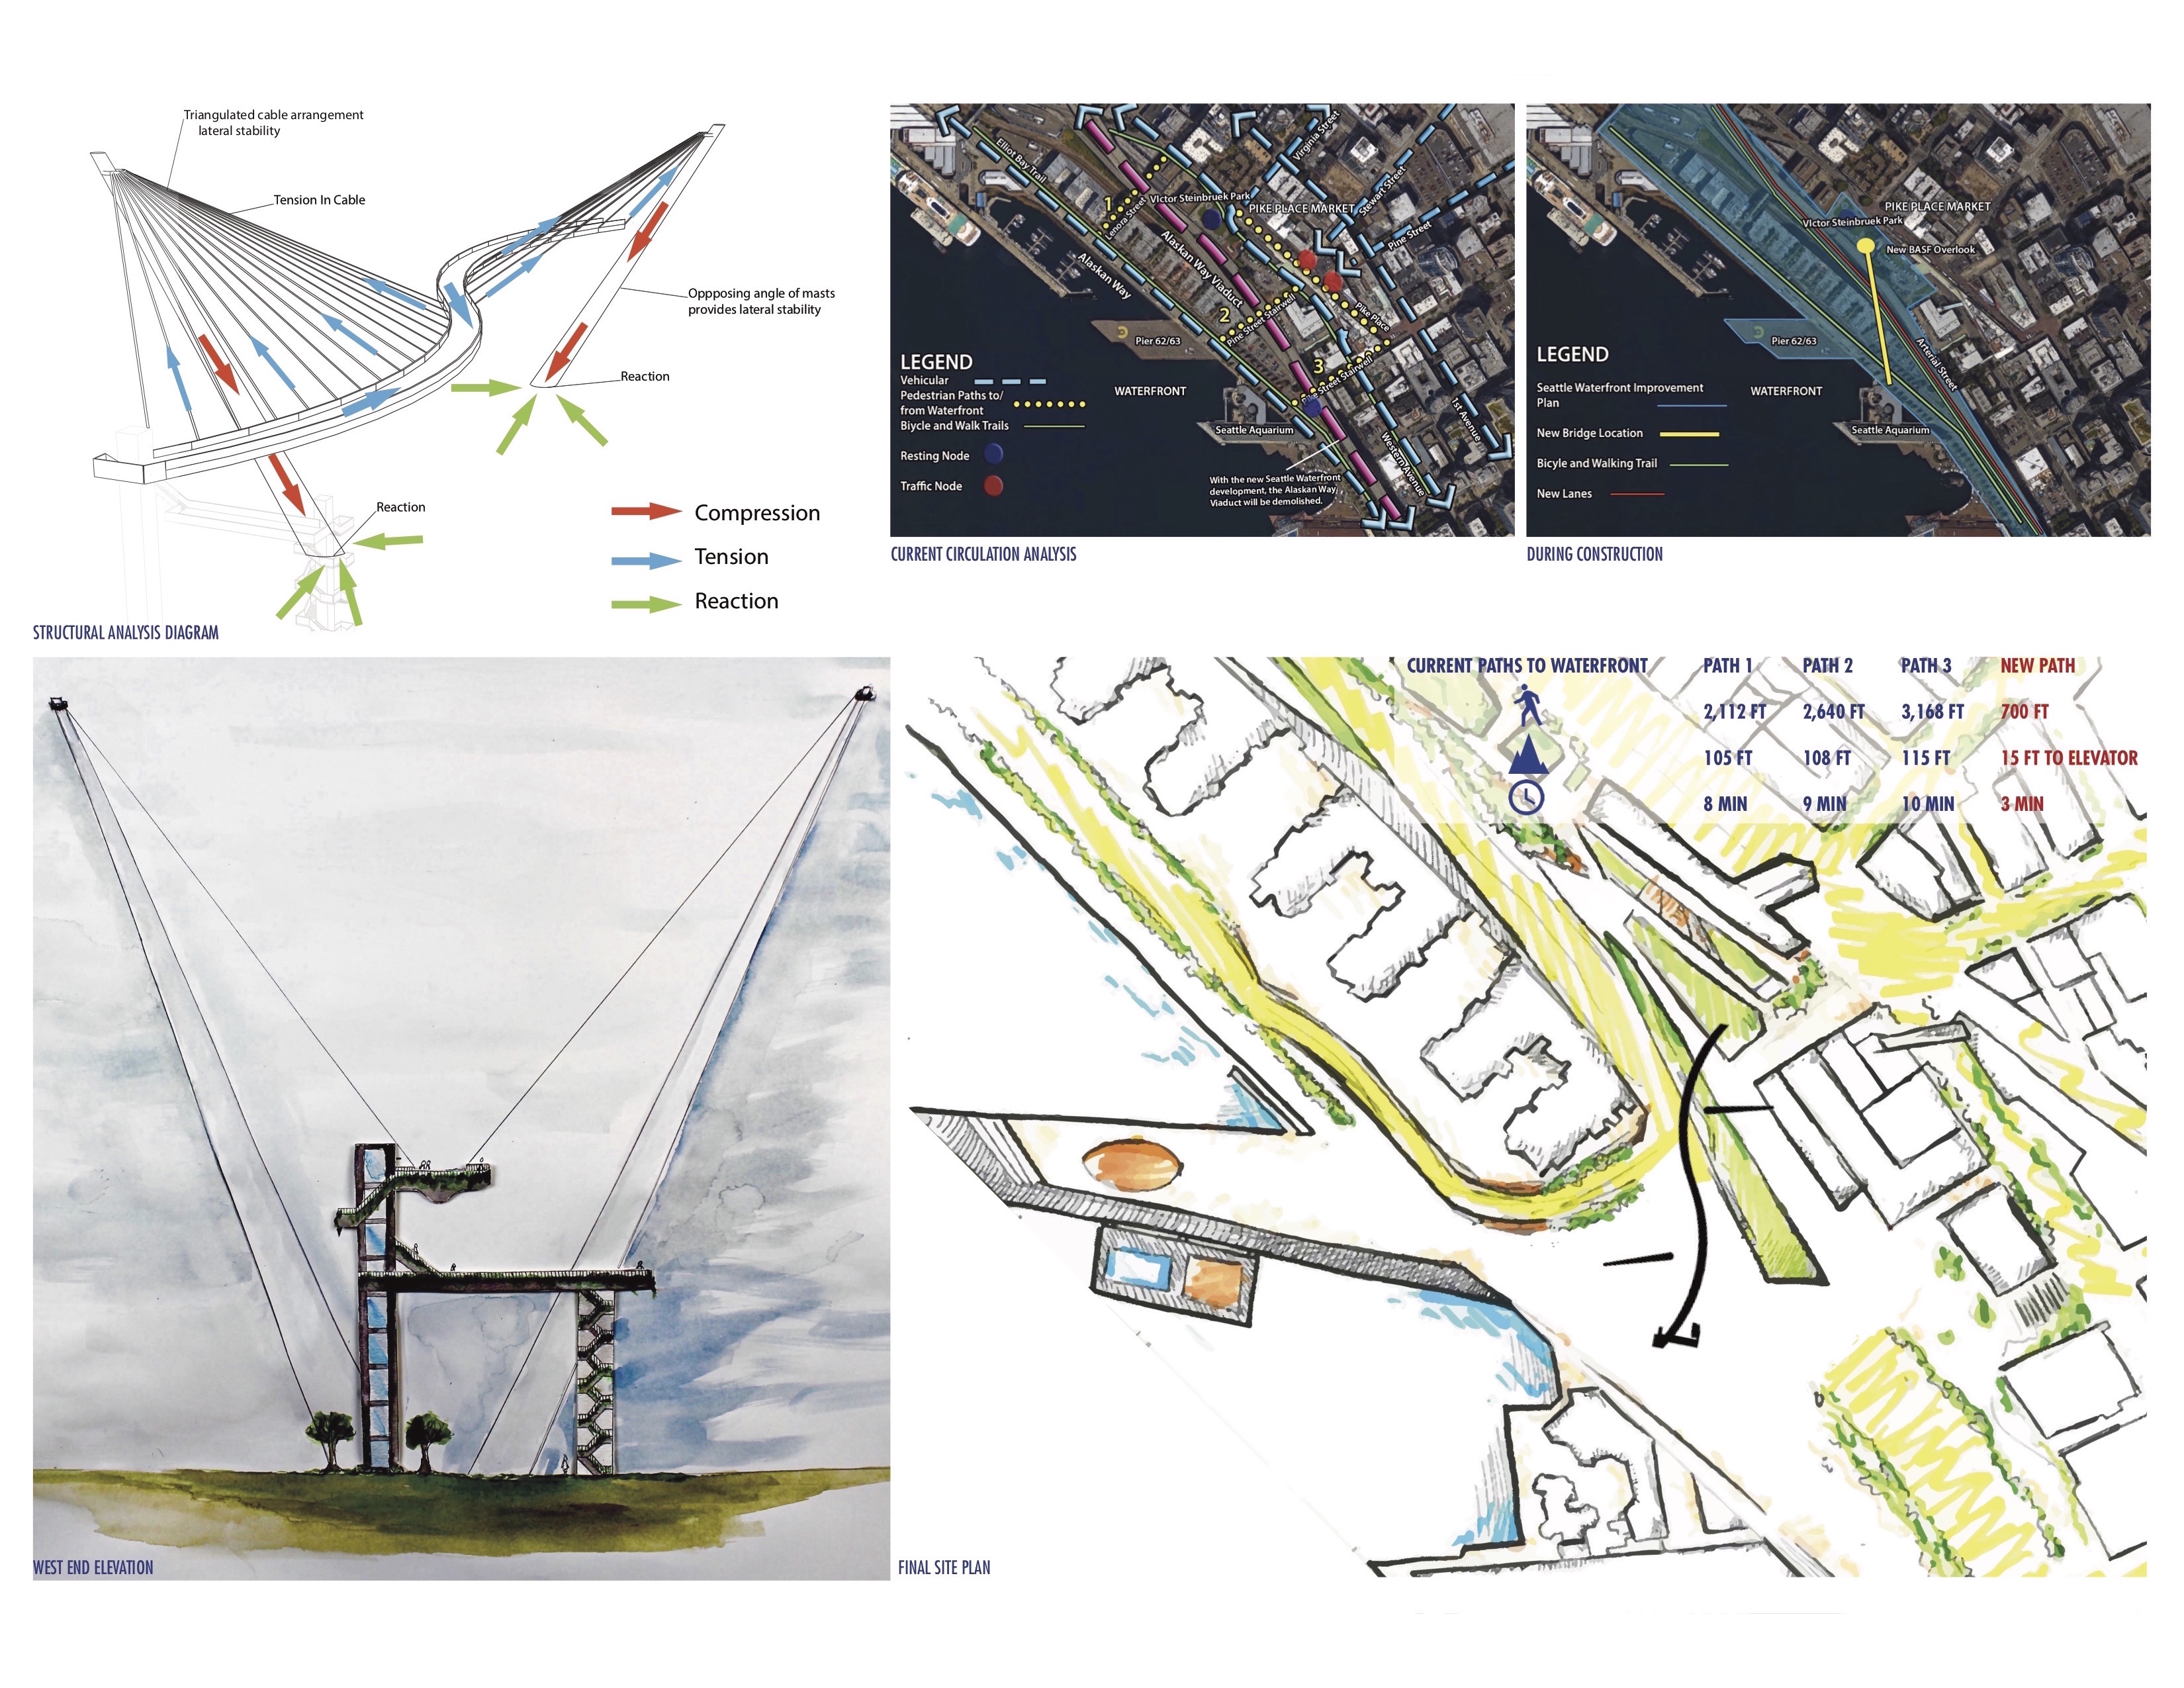 Triangulated cable arrangement
lateral stability
Tension In Cable
Oppposing angle of masts
provides lateral stability
Reaction
Reaction
Compression
Tension
Reaction
STRUCTURAL ANALYSIS DIAGRAM
Elliot Bay Trail
1
Lenora Street
Victor Steinbruek Park
Virginia Street
PIKE PLACE MARKET
Stewart Street
Pine Street
Alaskan Way
Alaskan Way Viaduct
2
Pine Street Stairwell
Pike Place
Pier 62/63
3
Street Stairwell
WATERFRONT
1st Avenue
Seattle Aquarium
Western Avenue
With the new Seattle Waterfront
development, the Alaskan Way
Viaduct will be demolished.
LEGEND
Vehicular
Pedestrian Paths to/
from Waterfront
Biycle and Walk Trails
Resting Node
Traffic Node
CURRENT CIRCULATION ANALYSIS
PIKE PLACE MARKET
VIctor Steinbruek Park
New BASF Overlook
Pier 62/63
Arterial Street
WATERFRONT
Seattle Aquarium
LEGEND
Seattle Waterfront Improvement
Plan
New Bridge Location
Bicyle and Walking Trail
New Lanes
DURING CONSTRUCTION
WEST END ELEVATION
CURRENT PATHS TO WATERFRONT PATH 1 PATH 2 PATH 3 NEW PATH
2,112 FT 2,640 FT 3,168 FT 700 FT
105 FT 108 FT 115 FT 15 FT TO ELEVATOR
8 MIN 9 MIN 10 MIN 3 MIN
FINAL SITE PLAN